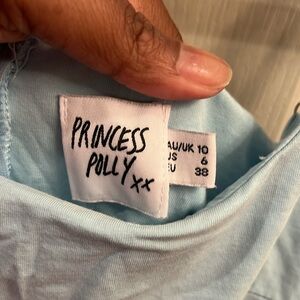 PRINCESS
POLLY xx
AU/UK 10
US 6
EU 38